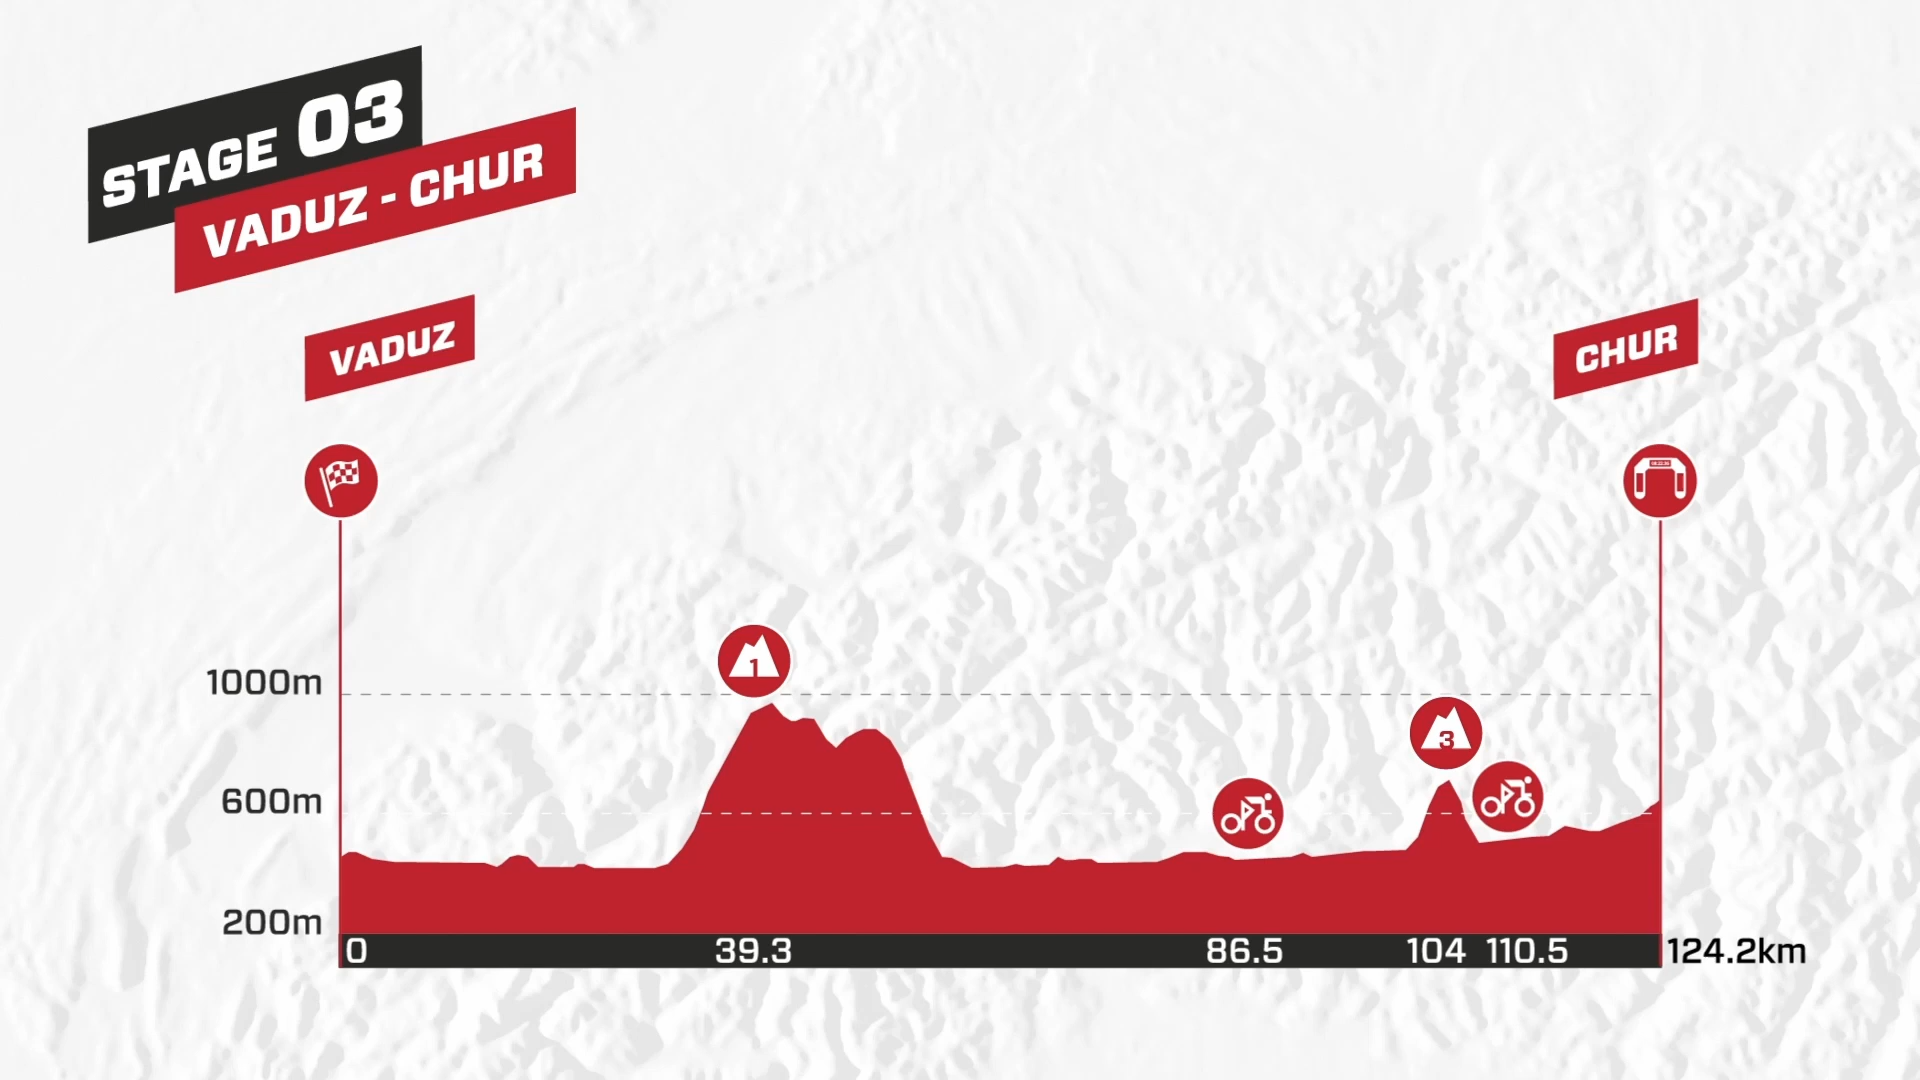 STAGE 03
VADUZ - CHUR
VADUZ
CHUR
1
1000m
3
600m
200m
0 39.3 86.5 104 110.5 124.2km